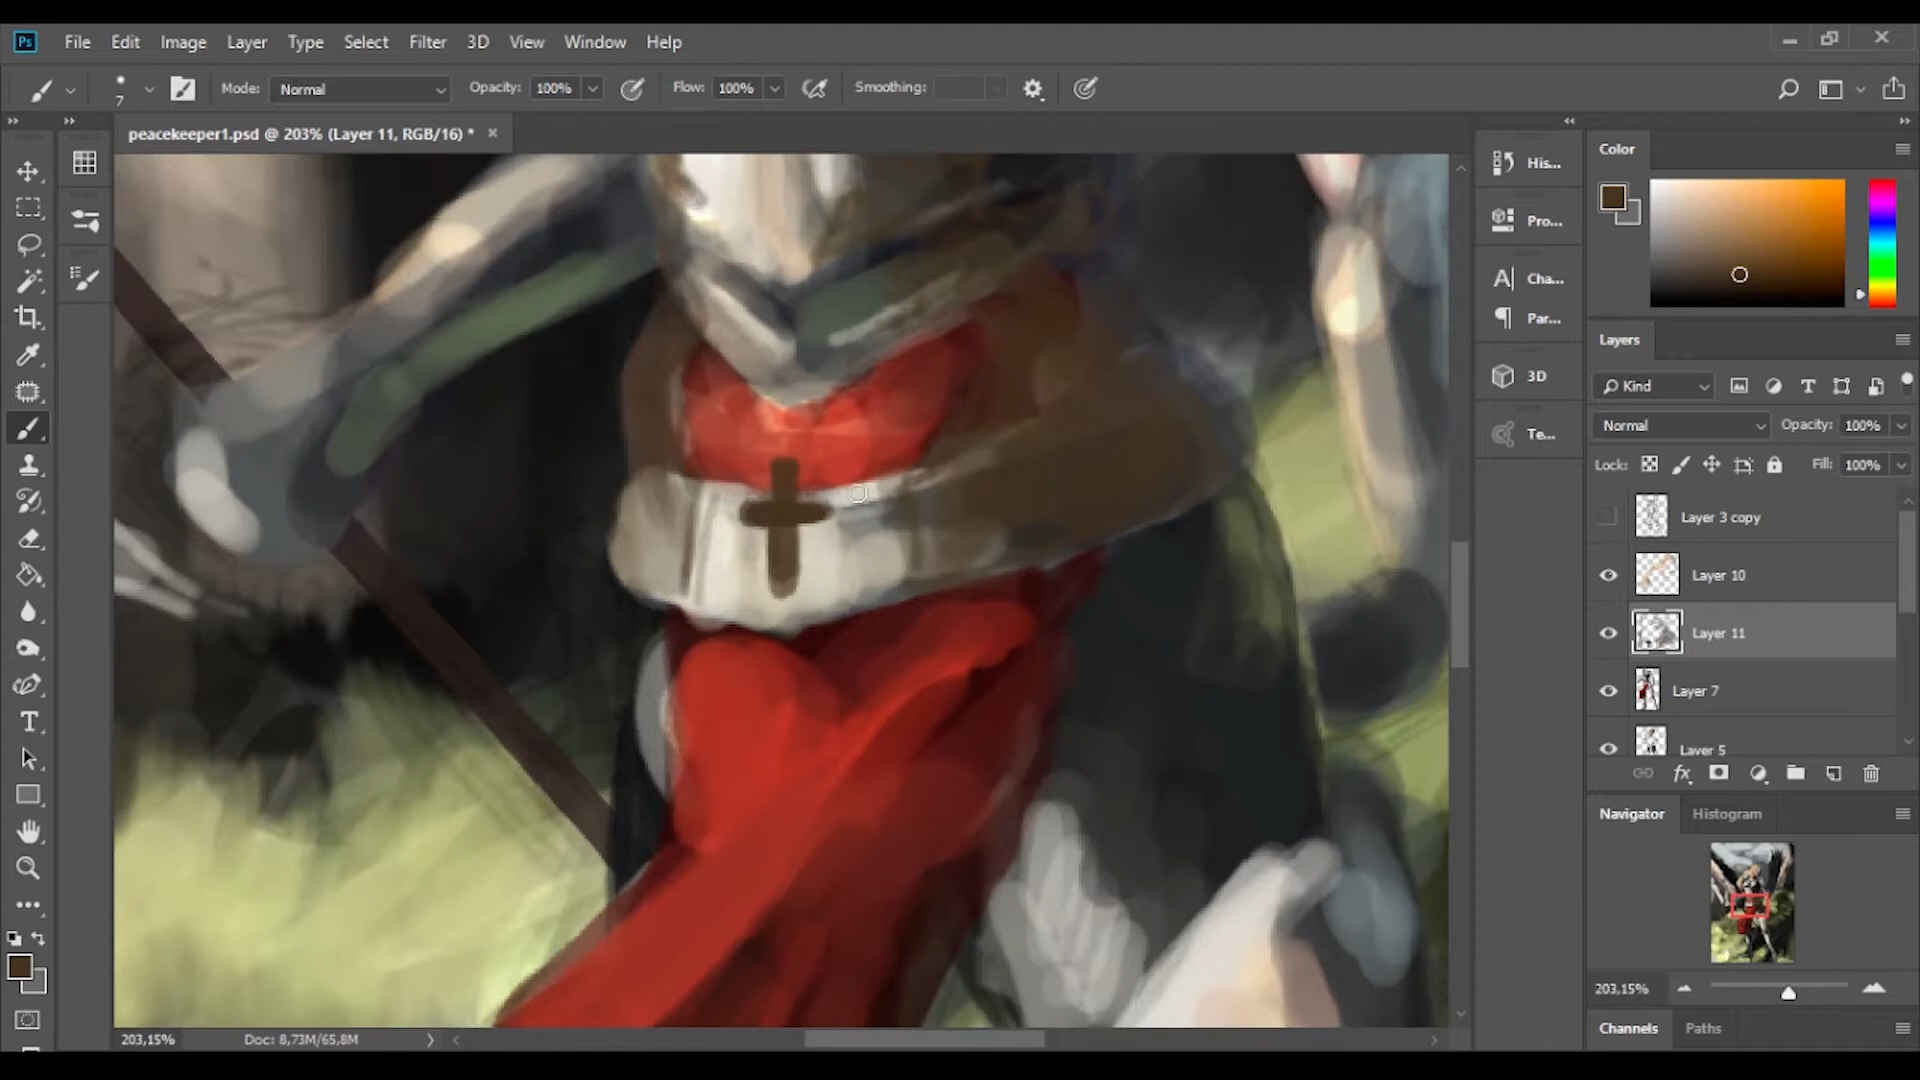 Ps File Edit Image Layer Type Select Filter 3D View Window Help
7 Mode: Normal Opacity: 100% Flow: 100% Smoothing:
peacekeeper1.psd @ 203% (Layer 11, RGB/16) *
His...
Pro...
Cha...
Par...
3D
Te...
Color
Layers
Kind
Normal Opacity: 100%
Lock: Fill: 100%
Layer 3 copy
Layer 10
Layer 11
Layer 7
Layer 5
Navigator Histogram
203,15%
Channels Paths
203,15% Doc: 8,73M/65,8M